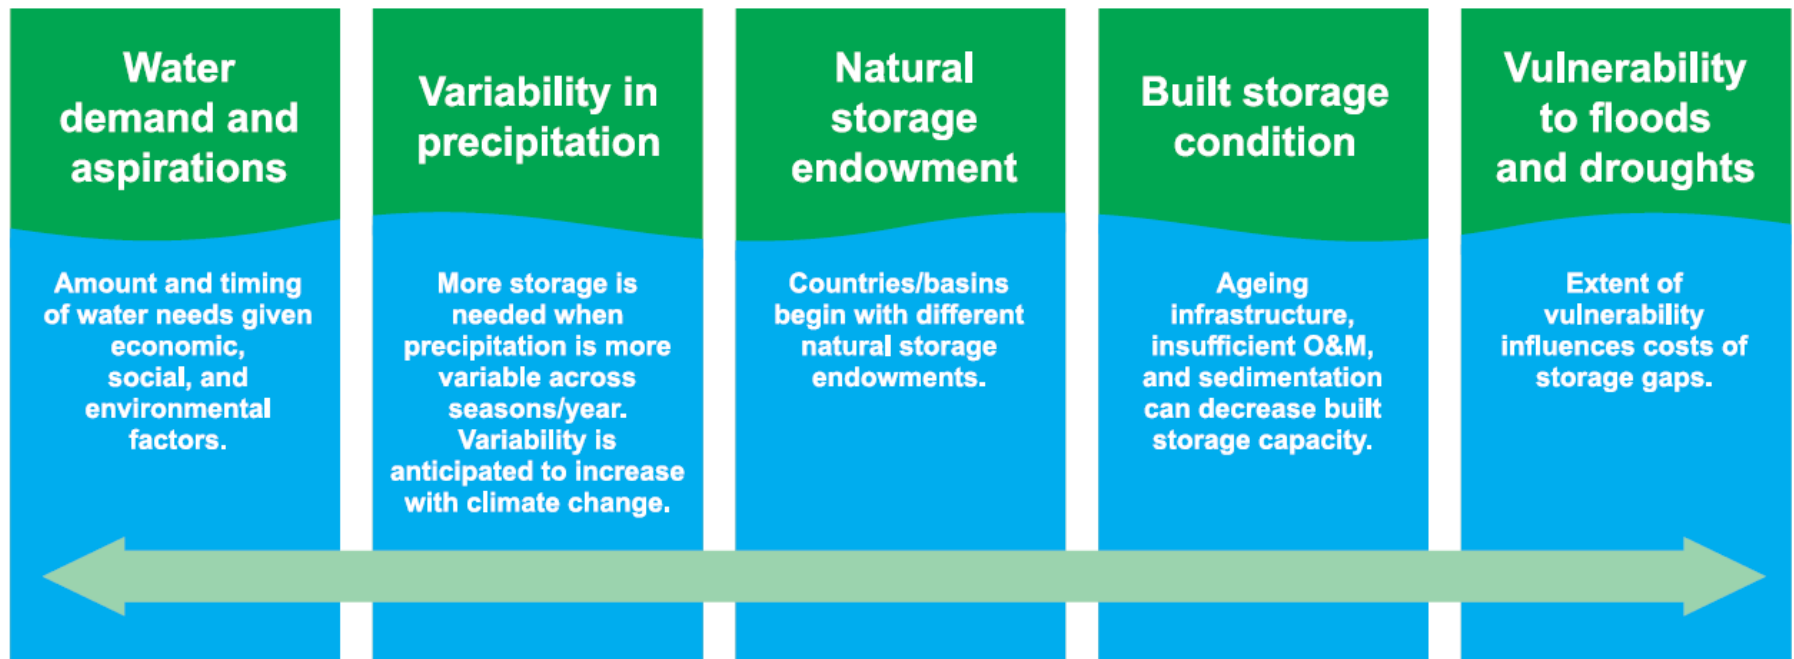 Water
demand and
aspirations
Amount and timing
of water needs given
economic,
social, and
environmental
factors.
Variability in
precipitation
More storage is
needed when
precipitation is more
variable across
seasons/year.
Variability is
anticipated to increase
with climate change.
Natural
storage
endowment
Countries/basins
begin with different
natural storage
endowments.
Built storage
condition
Ageing
infrastructure,
insufficient O&M,
and sedimentation
can decrease built
storage capacity.
Vulnerability
to floods
and droughts
Extent of
vulnerability
influences costs of
storage gaps.